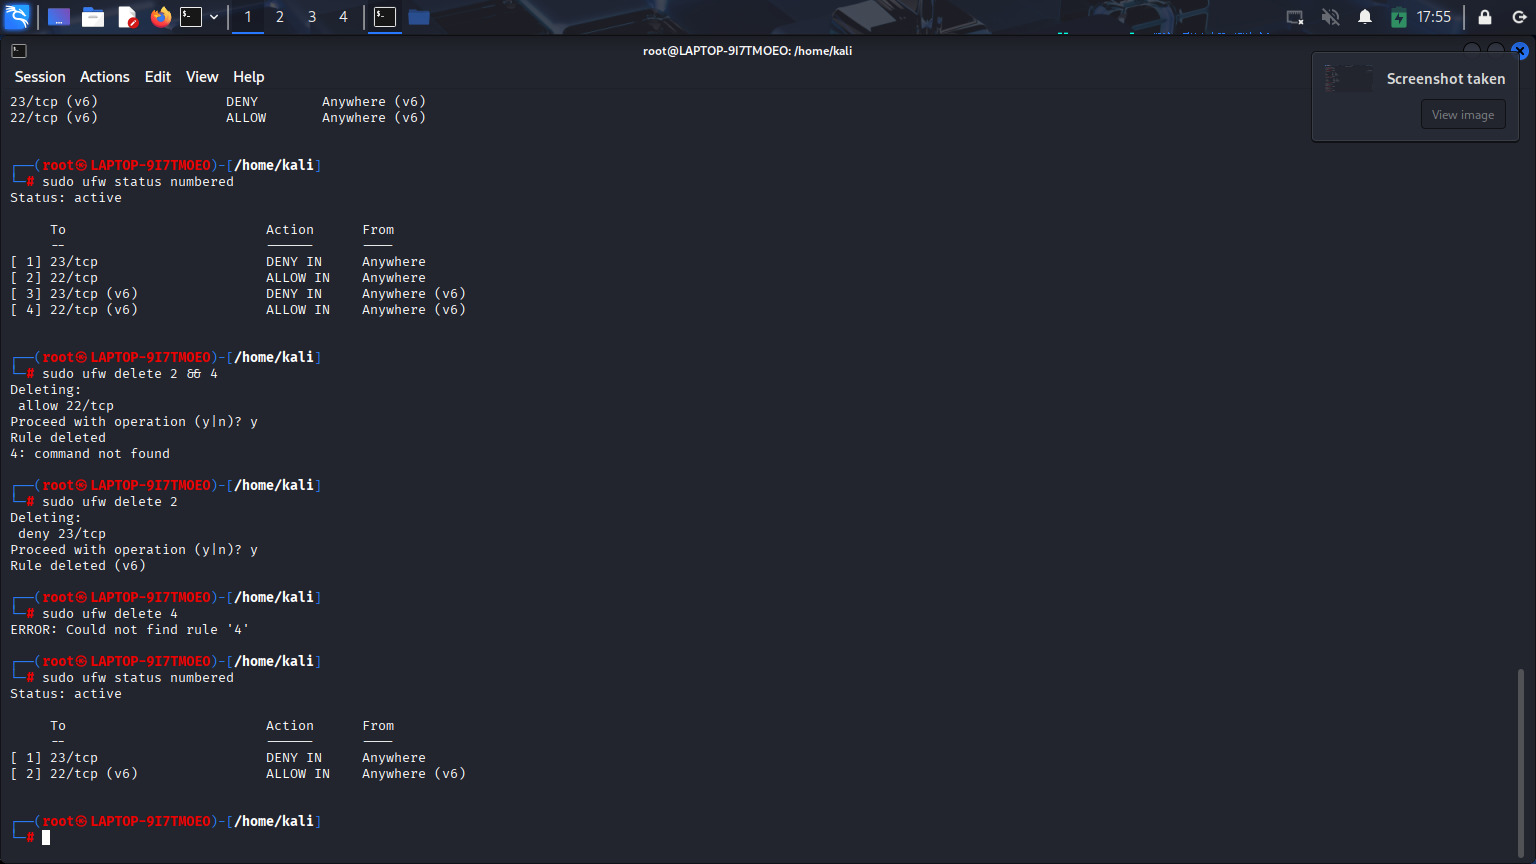 1 2 3 4 17:55
root@LAPTOP-9I7TMOEO: /home/kali
Session Actions Edit View Help
Screenshot taken
View image
23/tcp (v6) DENY Anywhere (v6)
22/tcp (v6) ALLOW Anywhere (v6)
┌──(root㉿LAPTOP-9I7TMOEO)-[/home/kali]
└─# sudo ufw status numbered
Status: active
To Action From
-- ------ ----
[ 1] 23/tcp DENY IN Anywhere
[ 2] 22/tcp ALLOW IN Anywhere
[ 3] 23/tcp (v6) DENY IN Anywhere (v6)
[ 4] 22/tcp (v6) ALLOW IN Anywhere (v6)
┌──(root㉿LAPTOP-9I7TMOEO)-[/home/kali]
└─# sudo ufw delete 2 && 4
Deleting:
allow 22/tcp
Proceed with operation (y|n)? y
Rule deleted
4: command not found
┌──(root㉿LAPTOP-9I7TMOEO)-[/home/kali]
└─# sudo ufw delete 2
Deleting:
deny 23/tcp
Proceed with operation (y|n)? y
Rule deleted (v6)
┌──(root㉿LAPTOP-9I7TMOEO)-[/home/kali]
└─# sudo ufw delete 4
ERROR: Could not find rule '4'
┌──(root㉿LAPTOP-9I7TMOEO)-[/home/kali]
└─# sudo ufw status numbered
Status: active
To Action From
-- ------ ----
[ 1] 23/tcp DENY IN Anywhere
[ 2] 22/tcp (v6) ALLOW IN Anywhere (v6)
┌──(root㉿LAPTOP-9I7TMOEO)-[/home/kali]
└─#